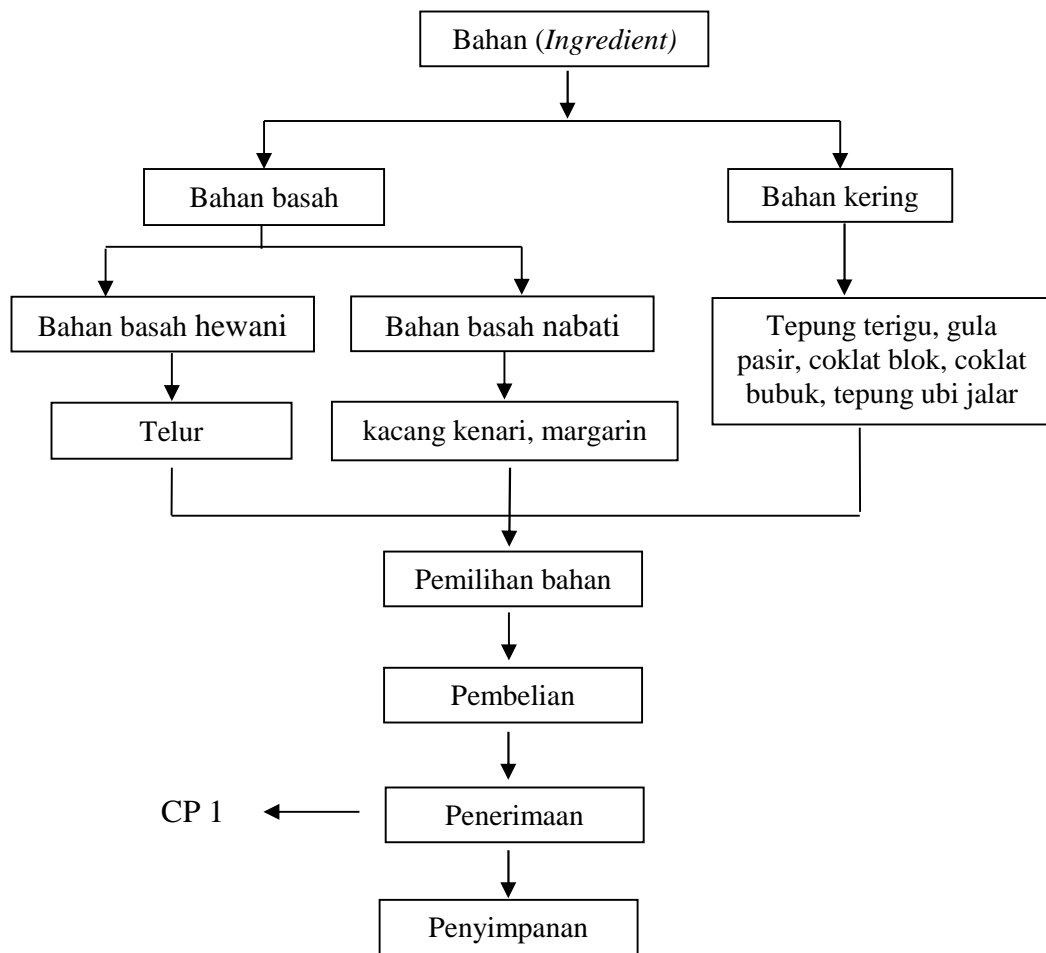 Bahan (Ingredient)
Bahan basah
Bahan kering
Bahan basah hewani
Bahan basah nabati
Tepung terigu, gula
pasir, coklat blok, coklat
bubuk, tepung ubi jalar
Telur
kacang kenari, margarin
Pemilihan bahan
Pembelian
CP 1
Penerimaan
Penyimpanan